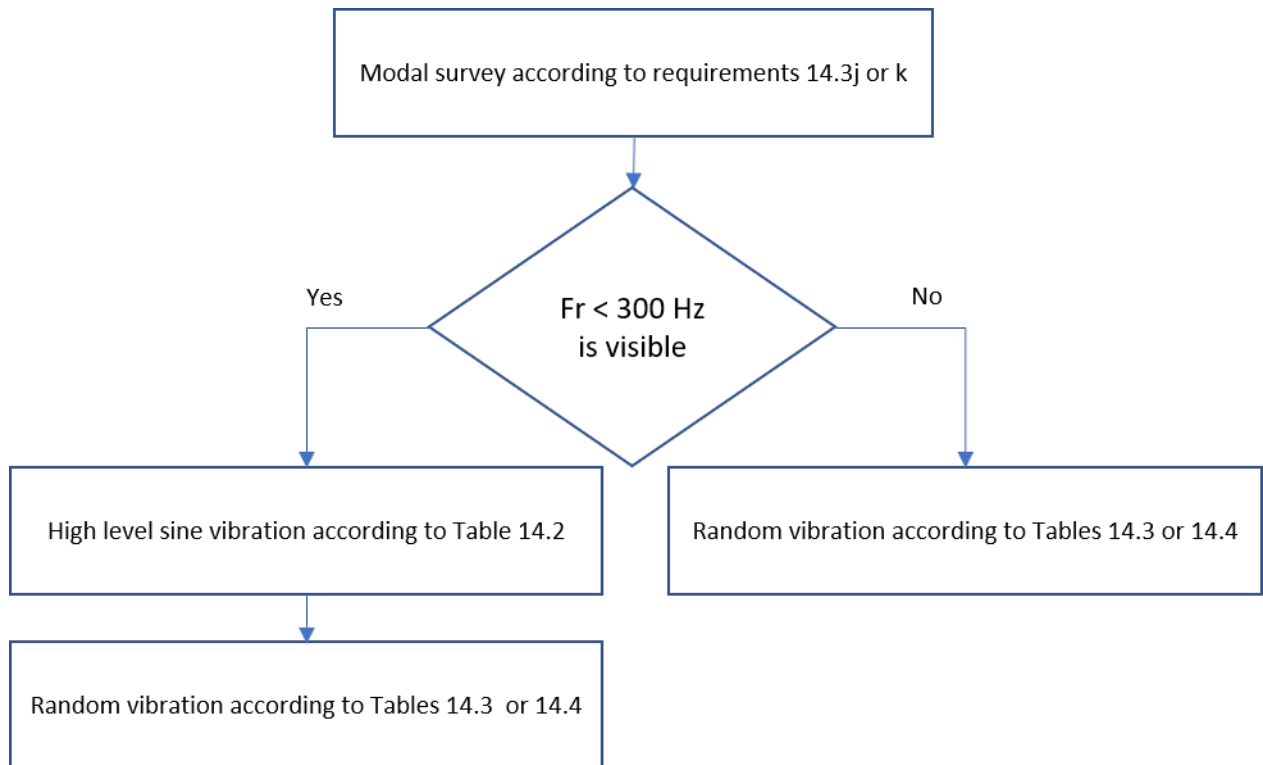 Modal survey according to requirements 14.3j or k
Fr < 300 Hz
is visible
Yes
No
High level sine vibration according to Table 14.2
Random vibration according to Tables 14.3 or 14.4
Random vibration according to Tables 14.3 or 14.4